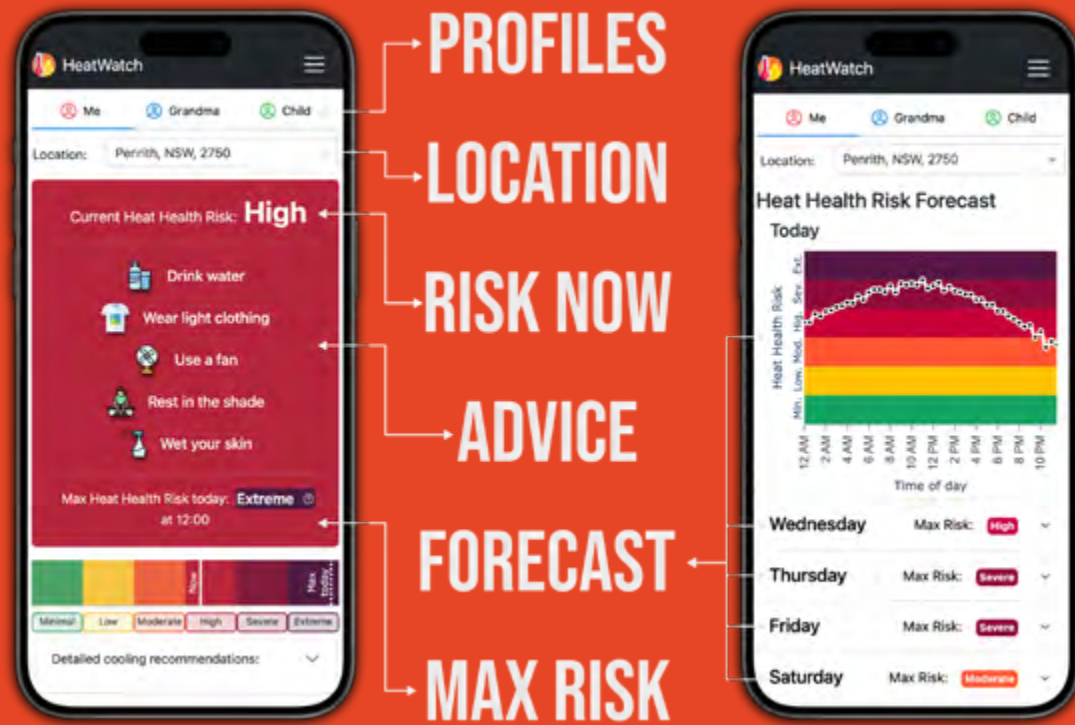 HeatWatch
Me
Grandma
Child
Location: Penrith, NSW, 2750
Current Heat Health Risk: High
Drink water
Wear light clothing
Use a fan
Rest in the shade
Wet your skin
Max Heat Health Risk today: Extreme
at 12:00
Now
Max today
Minimal
Low
Moderate
High
Severe
Extreme
Detailed cooling recommendations:
PROFILES
LOCATION
RISK NOW
ADVICE
FORECAST
MAX RISK
HeatWatch
Me
Grandma
Child
Location: Penrith, NSW, 2750
Heat Health Risk Forecast
Today
Heat Health Risk
Min. Low. Mod. Hig. Sev. Ext.
12 AM
2 AM
4 AM
6 AM
8 AM
10 AM
12 PM
2 PM
4 PM
6 PM
8 PM
10 PM
Time of day
Wednesday Max Risk: High
Thursday Max Risk: Severe
Friday Max Risk: Severe
Saturday Max Risk: Moderate